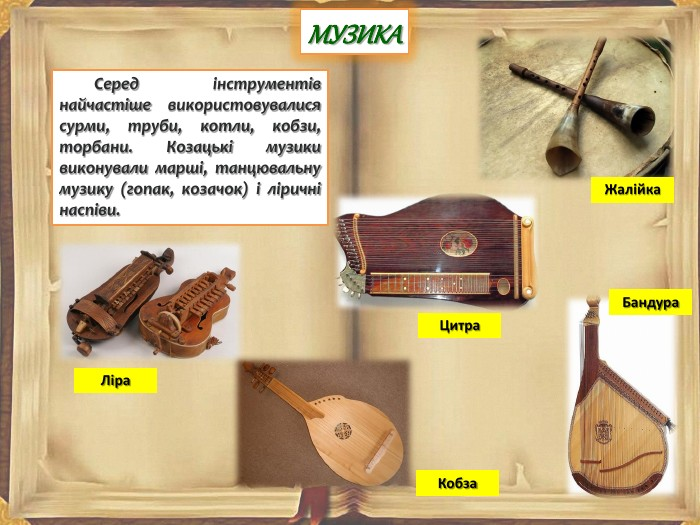 МУЗИКА
Серед інструментів
найчастіше використовувалися
сурми, труби, котли, кобзи,
торбани. Козацькі музики
виконували марші, танцювальну
музику (гопак, козачок) і ліричні
наспіви.
Жалійка
Бандура
Цитра
Ліра
Кобза